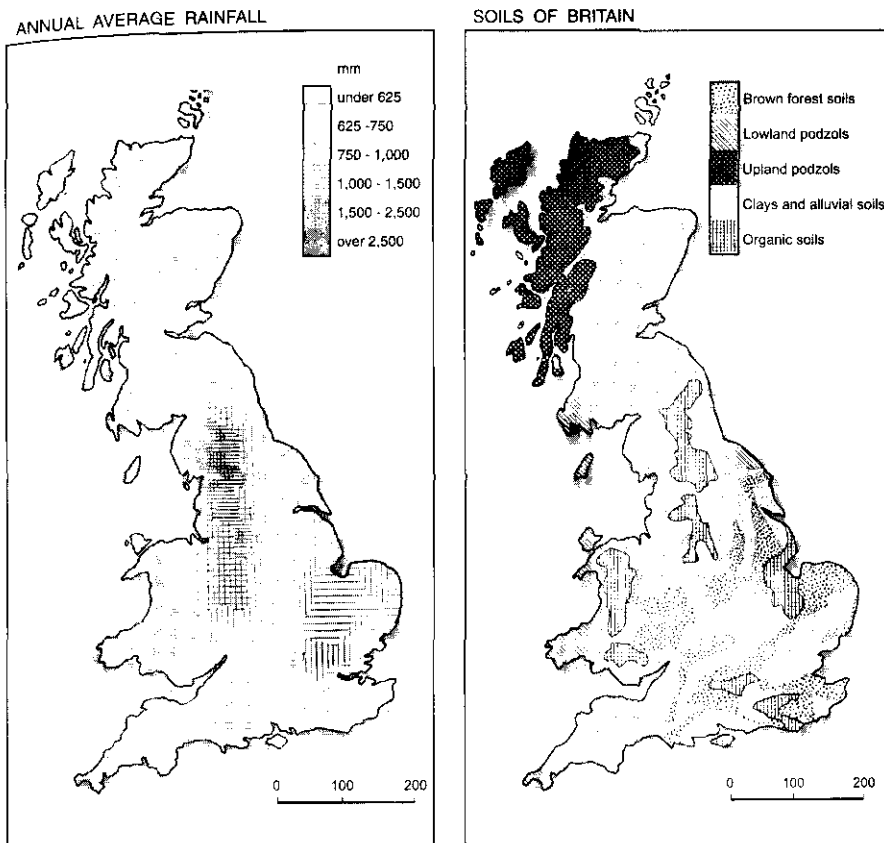 ANNUAL AVERAGE RAINFALL
mm
under 625
625 -750
750 - 1,000
1,000 - 1,500
1,500 - 2,500
over 2,500
0 100 200
SOILS OF BRITAIN
Brown forest soils
Lowland podzols
Upland podzols
Clays and alluvial soils
Organic soils
0 100 200